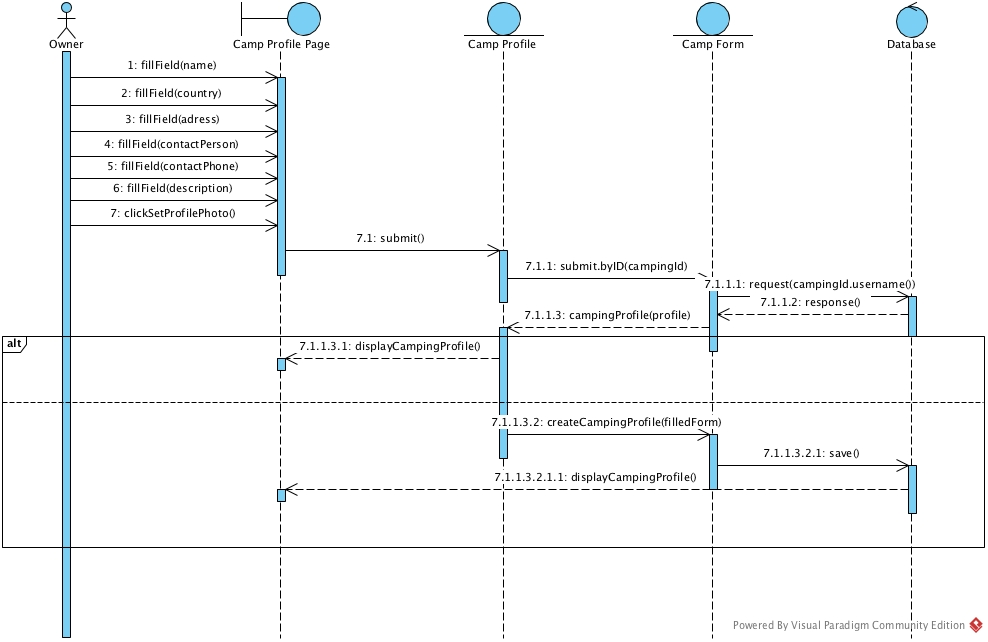 Owner
Camp Profile Page
Camp Profile
Camp Form
Database
1: fillField(name)
2: fillField(country)
3: fillField(adress)
4: fillField(contactPerson)
5: fillField(contactPhone)
6: fillField(description)
7: clickSetProfilePhoto()
7.1: submit()
7.1.1: submit.byID(campingId)
7.1.1.1: request(campingId.username())
7.1.1.2: response()
7.1.1.3: campingProfile(profile)
alt
7.1.1.3.1: displayCampingProfile()
7.1.1.3.2: createCampingProfile(filledForm)
7.1.1.3.2.1: save()
7.1.1.3.2.1.1: displayCampingProfile()
Powered By Visual Paradigm Community Edition